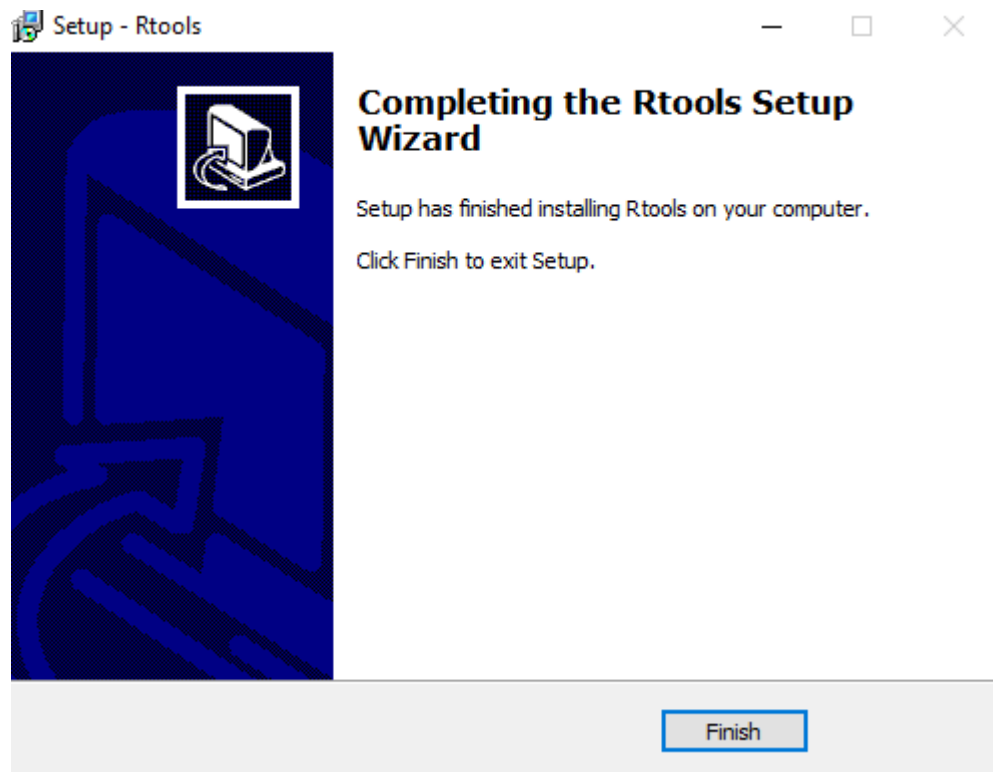 Setup - Rtools
Completing the Rtools Setup
Wizard
Setup has finished installing Rtools on your computer.
Click Finish to exit Setup.
Finish